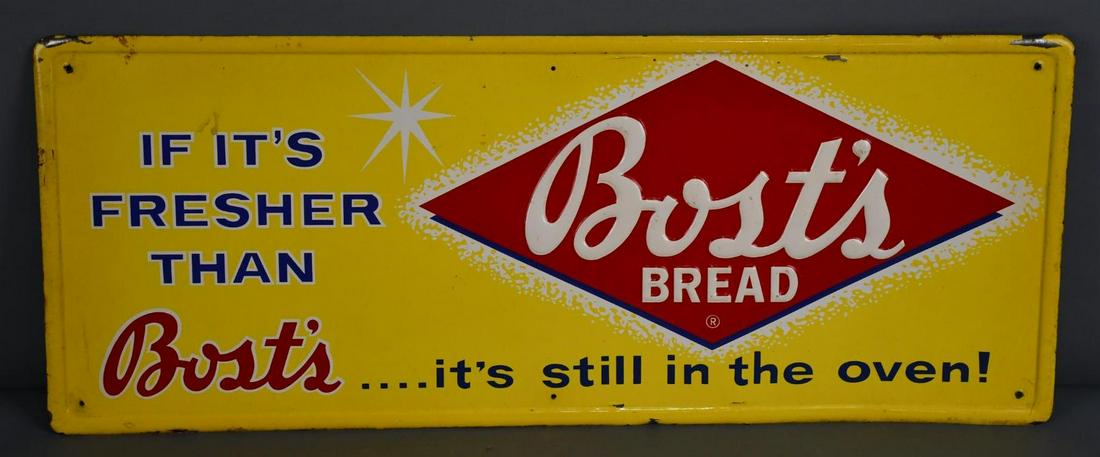 IF IT'S
FRESHER
THAN
Bost's ....it's still in the oven!
Bost's
BREAD
®